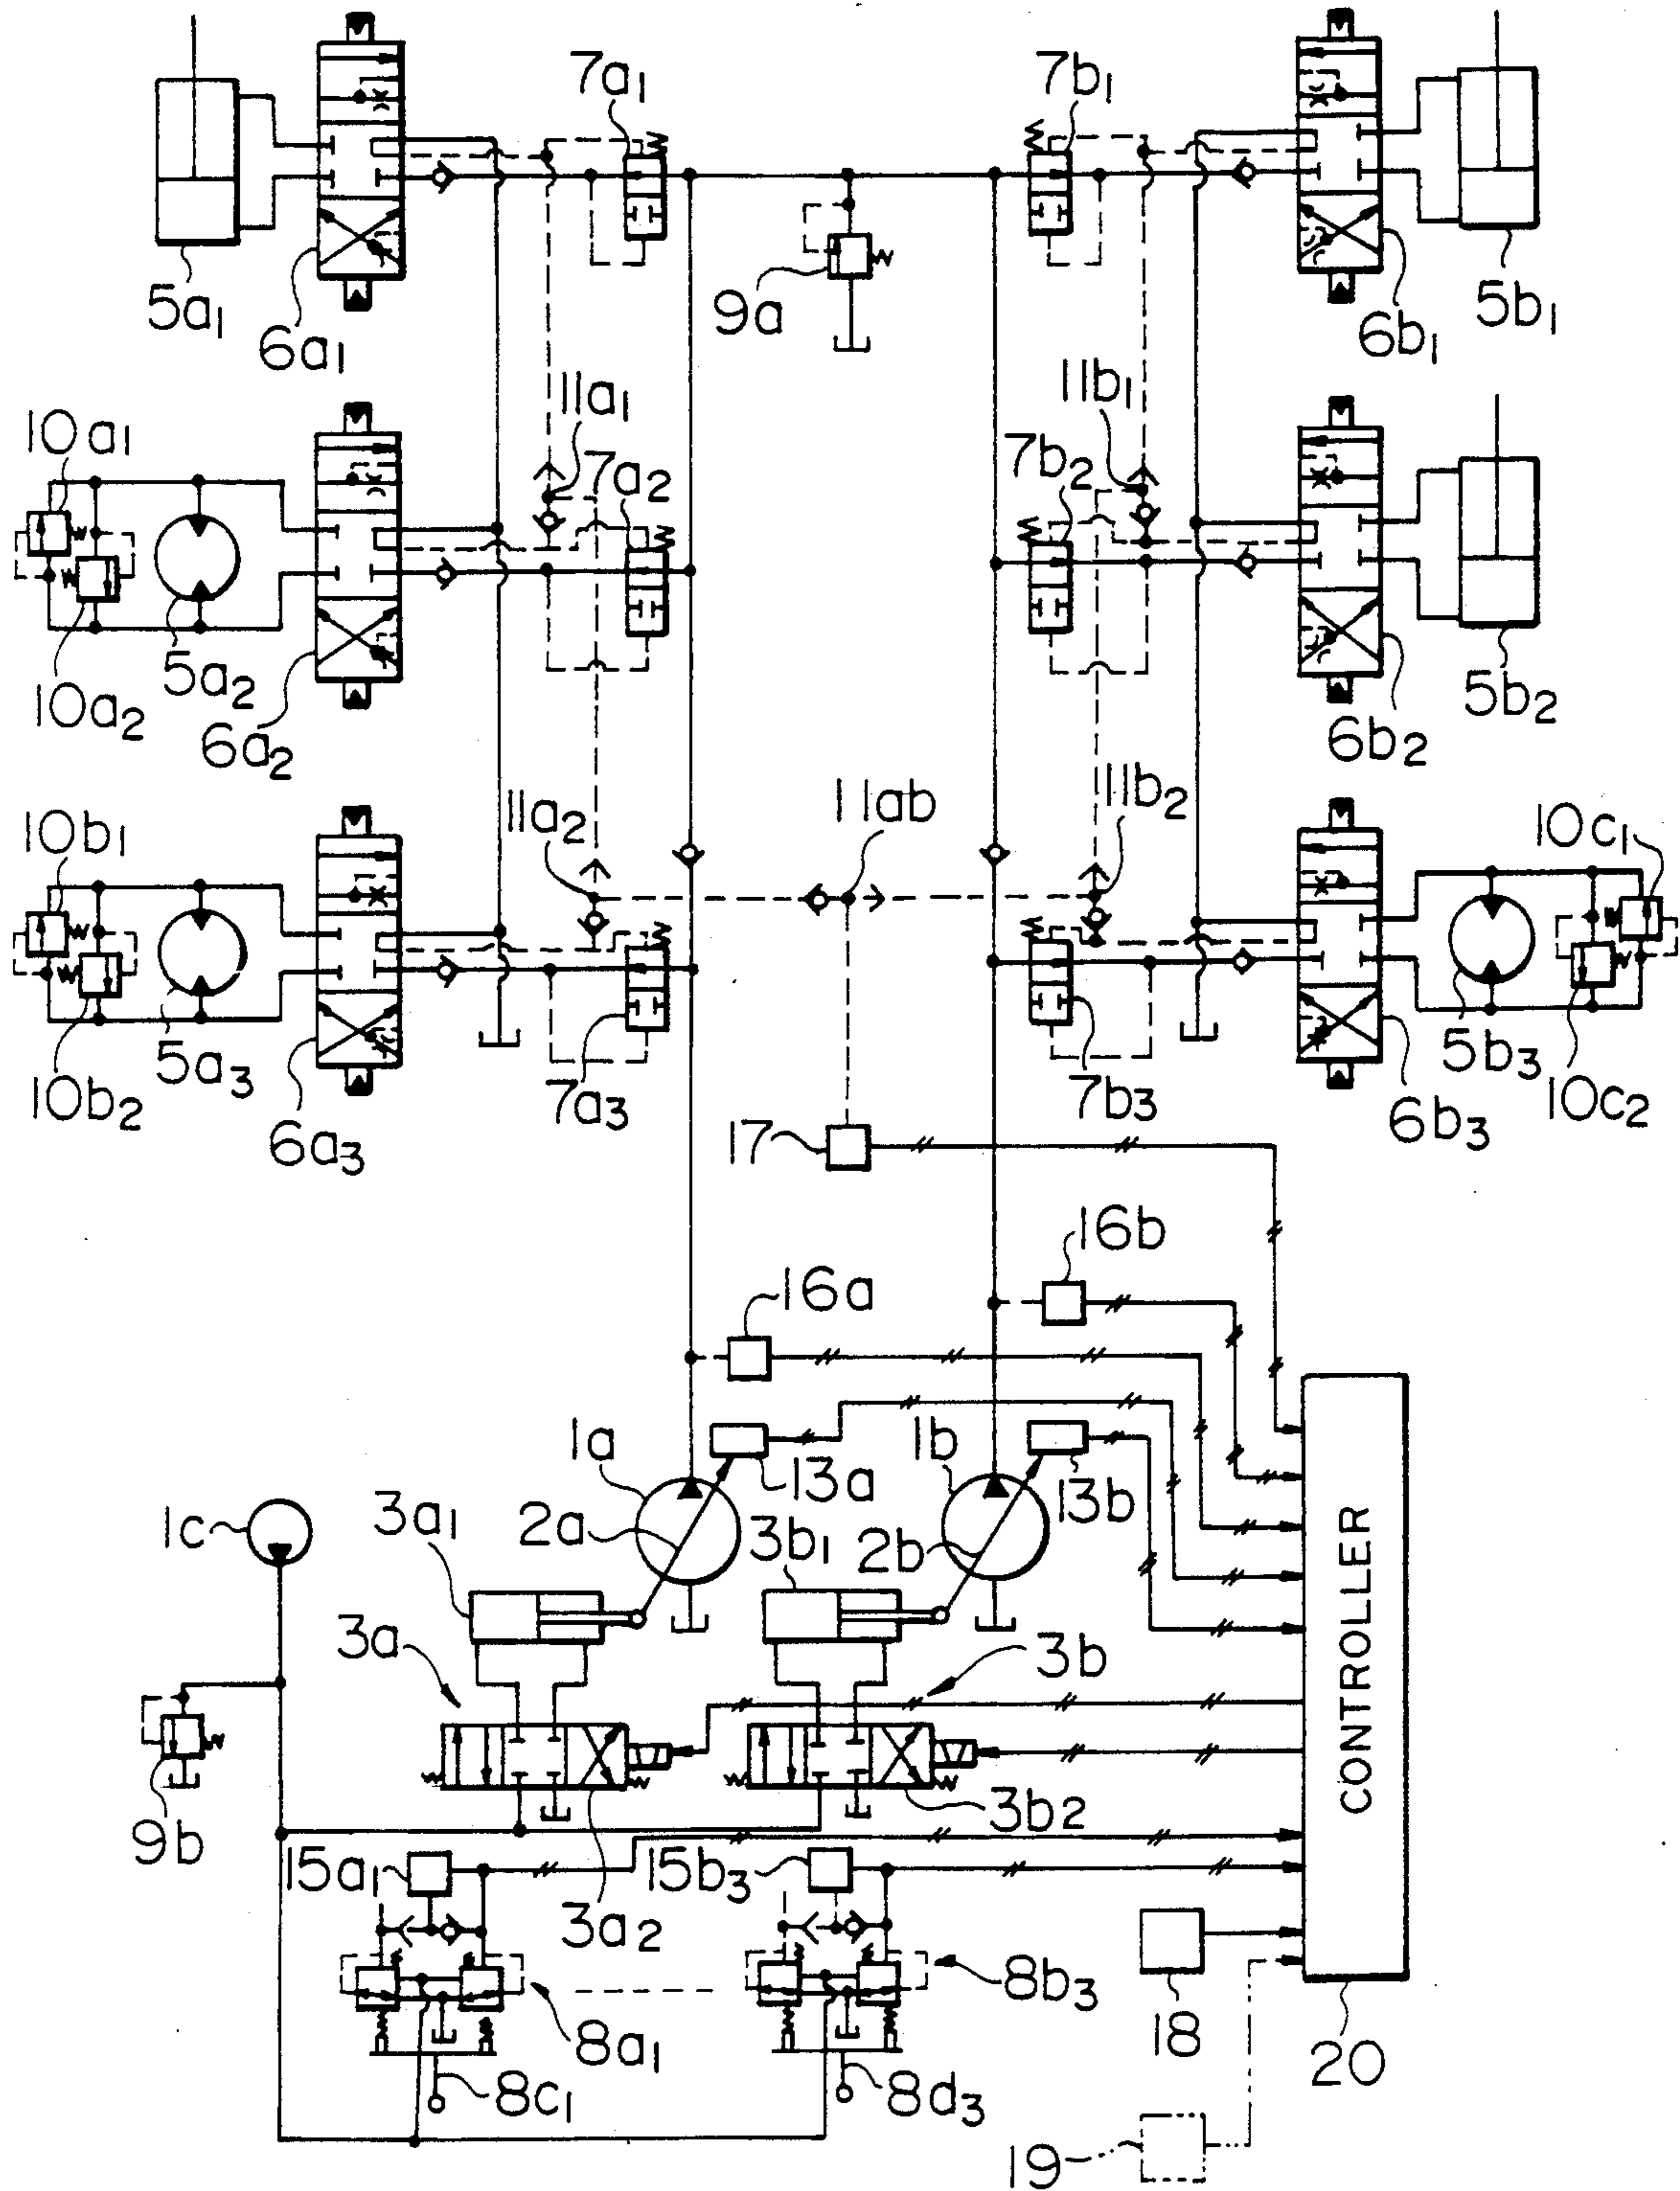 7a1
7b1
5a1
6a1
9a
6b1
5b1
10a1
11a1
11b1
7a2
7b2
5a2
10a2
6a2
5b2
6b2
10b1
11a2
11ab
11b2
10c1
5a3
10b2
6a3
7a3
7b3
5b3
10c2
6b3
17
16b
16a
1a
1b
13a
13b
1c
3a1
2a
3b1
2b
CONTROLLER
3a
3b
3b2
9b
15a1
15b3
3a2
8b3
8a1
18
20
8c1
8d3
19